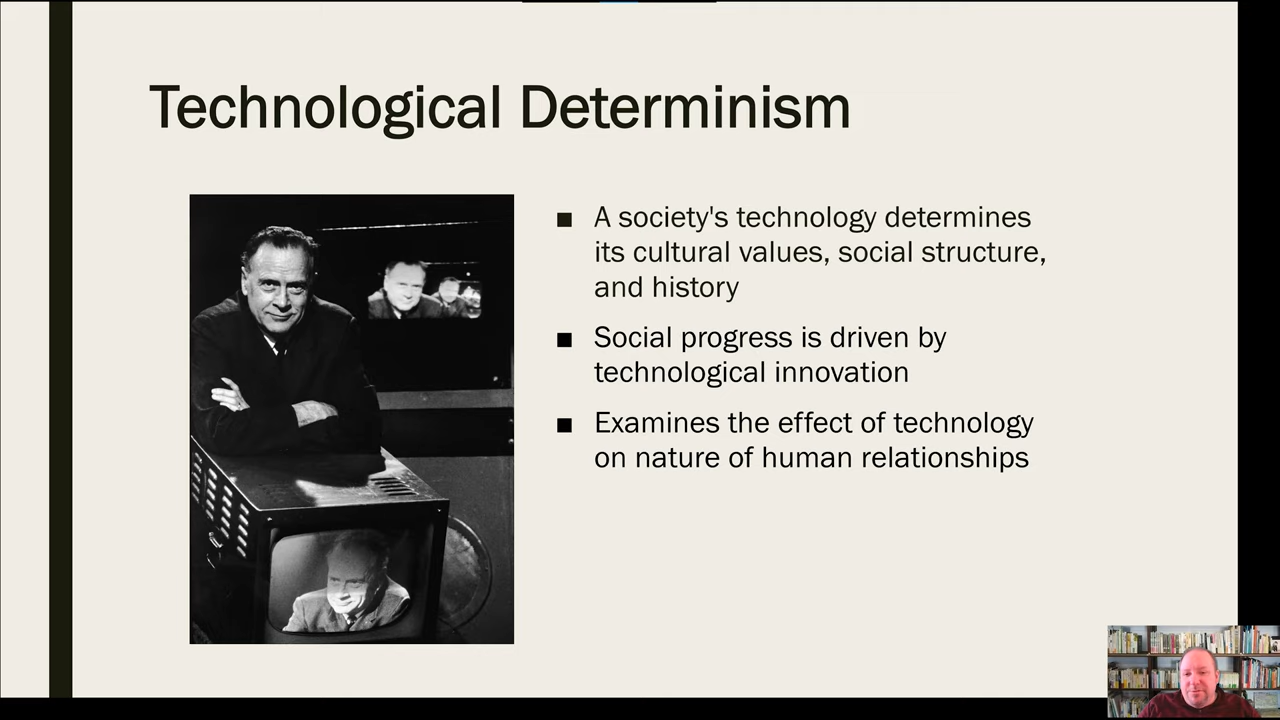 Technological Determinism
■ A society's technology determines
its cultural values, social structure,
and history
■ Social progress is driven by
technological innovation
■ Examines the effect of technology
on nature of human relationships